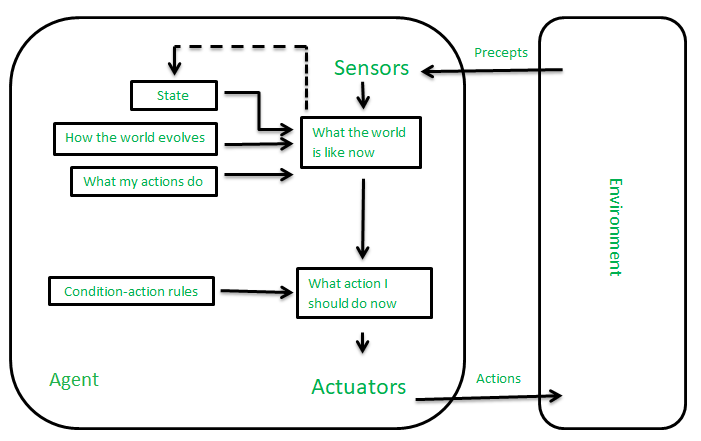 Precepts
Sensors
State
How the world evolves
What the world
is like now
What my actions do
Environment
Condition-action rules
What action I
should do now
Agent
Actuators
Actions